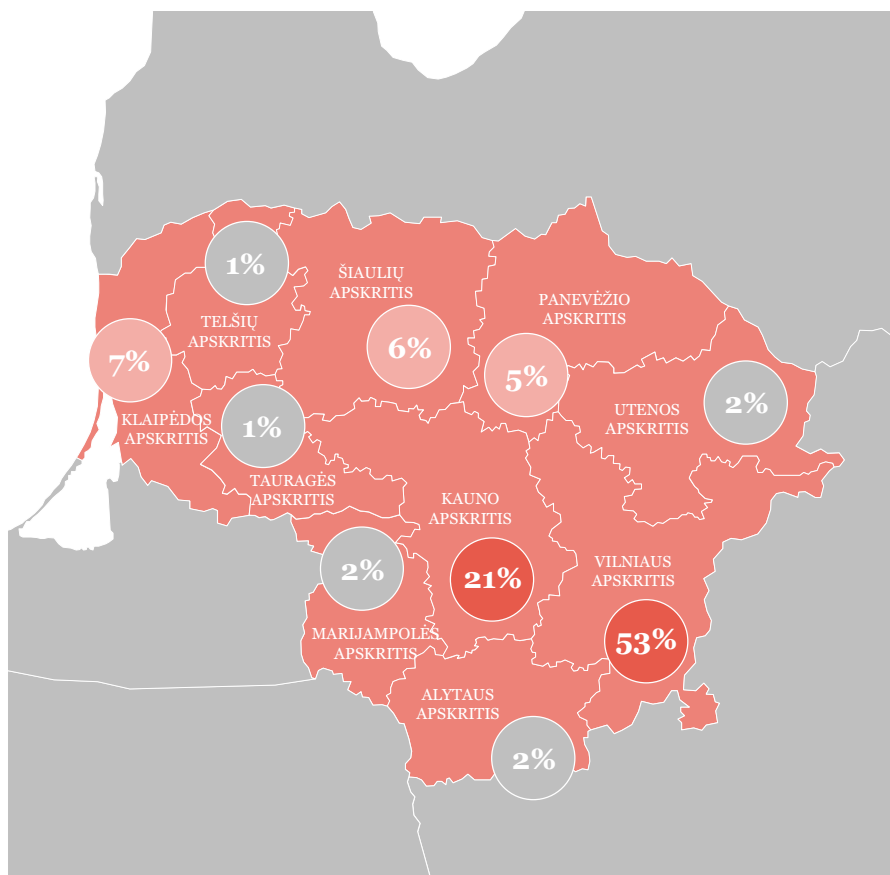 1%
ŠIAULIŲ
APSKRITIS
PANEVĖŽIO
APSKRITIS
TELŠIŲ
APSKRITIS
7%
6%
5%
KLAIPĖDOS
APSKRITIS
1%
UTENOS
APSKRITIS
2%
TAURAGĖS
APSKRITIS
KAUNO
APSKRITIS
2%
21%
VILNIAUS
APSKRITIS
53%
MARIJAMPOLĖS
APSKRITIS
ALYTAUS
APSKRITIS
2%